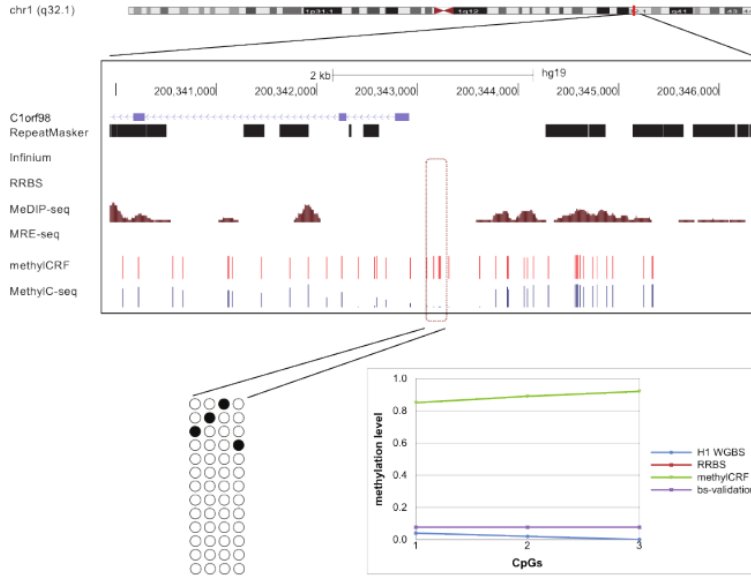 chr1 (q32.1)
1p31.1 1q12 q41
2 kb hg19
200,341,000 200,342,000 200,343,000 200,344,000 200,345,000 200,346,000
C1orf98
RepeatMasker
Infinium
RRBS
MeDIP-seq
MRE-seq
methylCRF
MethylC-seq
1.0
0.8
0.6
0.4
0.2
0.0
methylation level
1 2 3
CpGs
H1 WGBS
RRBS
methylCRF
bs-validation